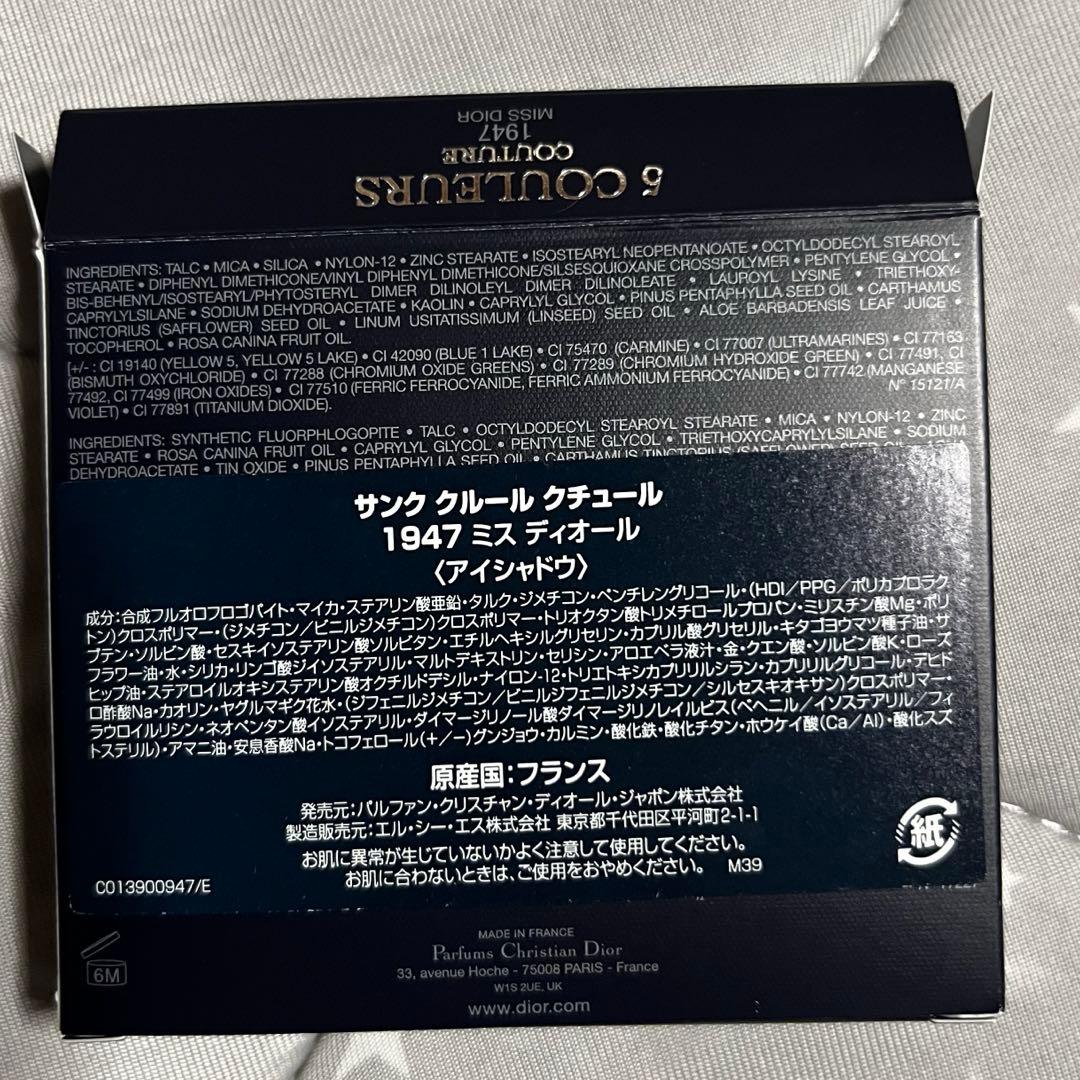 5 COULEURS
COUTURE
1947
MISS DIOR
INGREDIENTS: TALC • MICA • SILICA • NYLON-12 • ZINC STEARATE • ISOSTEARYL NEOPENTANOATE • OCTYLDODECYL STEAROYL
STEARATE • DIPHENYL DIMETHICONE/VINYL DIPHENYL DIMETHICONE/SILSESQUIOXANE CROSSPOLYMER • PENTYLENE GLYCOL •
BIS-BEHENYL/ISOSTEARYL/PHYTOSTERYL DIMER DILINOLEYL DIMER DILINOLEATE • LAUROYL LYSINE • TRIETHOXY-
CAPRYLYLSILANE • SODIUM DEHYDROACETATE • KAOLIN • CAPRYLYL GLYCOL • PINUS PENTAPHYLLA SEED OIL • CARTHAMUS
TINCTORIUS (SAFFLOWER) SEED OIL • LINUM USITATISSIMUM (LINSEED) SEED OIL • ALOE BARBADENSIS LEAF JUICE •
TOCOPHEROL • ROSA CANINA FRUIT OIL.
[+/- : CI 19140 (YELLOW 5, YELLOW 5 LAKE) • CI 42090 (BLUE 1 LAKE) • CI 75470 (CARMINE) • CI 77007 (ULTRAMARINES) • CI 77163
(BISMUTH OXYCHLORIDE) • CI 77288 (CHROMIUM OXIDE GREENS) • CI 77289 (CHROMIUM HYDROXIDE GREEN) • CI 77491, CI
77492, CI 77499 (IRON OXIDES) • CI 77510 (FERRIC FERROCYANIDE, FERRIC AMMONIUM FERROCYANIDE) • CI 77742 (MANGANESE
VIOLET) • CI 77891 (TITANIUM DIOXIDE). N° 15121/A
INGREDIENTS: SYNTHETIC FLUORPHLOGOPITE • TALC • OCTYLDODECYL STEAROYL STEARATE • MICA • NYLON-12 • ZINC
STEARATE • ROSA CANINA FRUIT OIL • CAPRYLYL GLYCOL • PENTYLENE GLYCOL • TRIETHOXYCAPRYLYLSILANE • SODIUM
DEHYDROACETATE • TIN OXIDE • PINUS PENTAPHYLLA SEED OIL • CARTHAMUS TINCTORIUS (SAFFLOWER) SEED OIL
サンク クルール クチュール
1947 ミス ディオール
〈アイシャドウ〉
成分:合成フルオロフロゴパイト・マイカ・ステアリン酸亜鉛・タルク・ジメチコン・ペンチレングリコール・(HDI/PPG/ポリカプロラク
トン)クロスポリマー・(ジメチコン/ビニルジメチコン)クロスポリマー・トリオクタン酸トリメチロールプロパン・ミリスチン酸Mg・ポリ
ブテン・ソルビン酸・セスキイソステアリン酸ソルビタン・エチルヘキシルグリセリン・カプリル酸グリセリル・キタゴヨウマツ種子油・サ
フラワー油・水・シリカ・リンゴ酸ジイソステアリル・マルトデキストリン・セリシン・アロエベラ液汁・金・クエン酸・ソルビン酸K・ローズ
ヒップ油・ステアロイルオキシステアリン酸オクチルドデシル・ナイロン-12・トリエトキシカプリリルシラン・カプリリルグリコール・デヒド
ロ酢酸Na・カオリン・ヤグルマギク花水・(ジフェニルジメチコン/ビニルジフェニルジメチコン/シルセスキオキサン)クロスポリマー・
ラウロイルリシン・ネオペンタン酸イソステアリル・ダイマージリノール酸ダイマージリノレイルビス(ベヘニル/イソステアリル/フィ
トステリル)・アマニ油・安息香酸Na・トコフェロール(+/−)グンジョウ・カルミン・酸化鉄・酸化チタン・ホウケイ酸(Ca/Al)・酸化スズ
原産国:フランス
発売元:パルファン・クリスチャン・ディオール・ジャポン株式会社
製造販売元:エル・シー・エス株式会社 東京都千代田区平河町2-1-1
お肌に異常が生じていないかよく注意して使用してください。
お肌に合わないときは、ご使用をおやめください。 M39
紙
C013900947/E
MADE IN FRANCE
Parfums Christian Dior
33, avenue Hoche - 75008 PARIS - France
W1S 2UE, UK
www.dior.com
6M